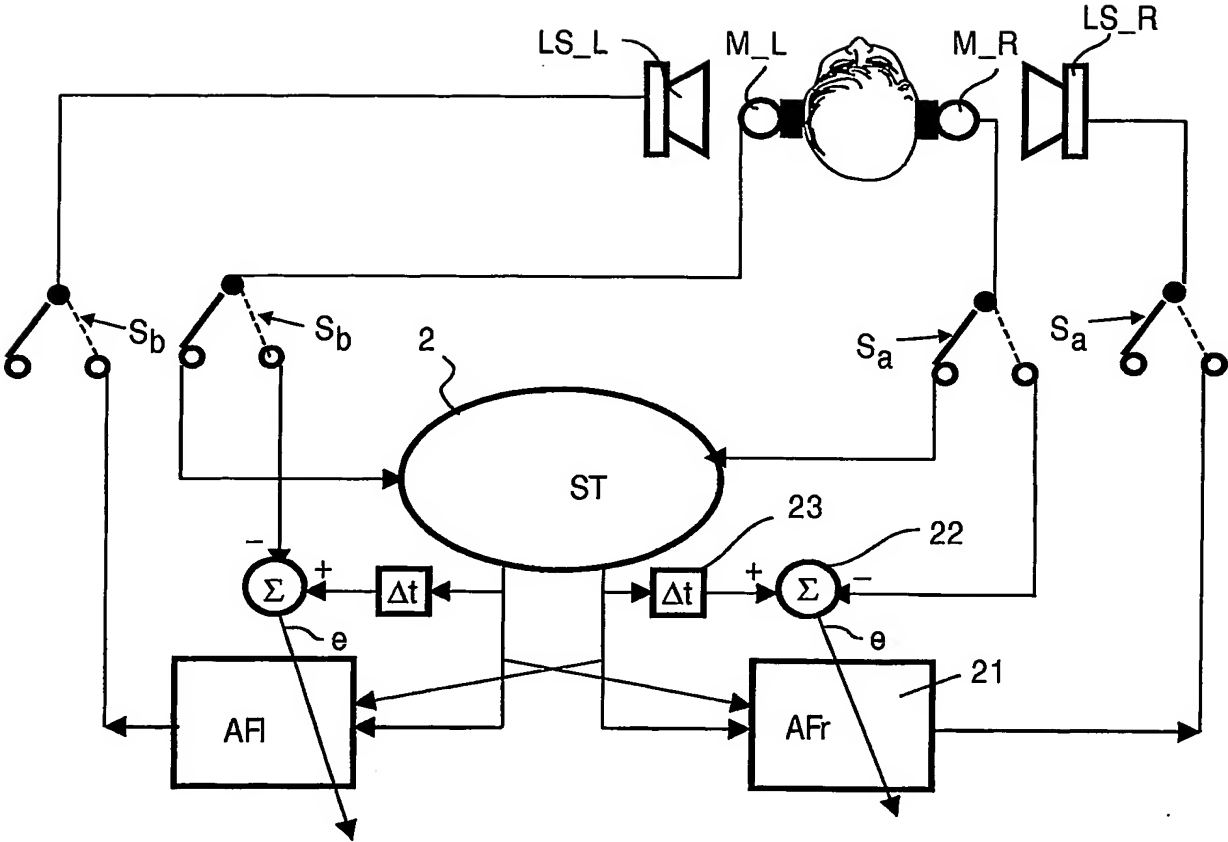 LS_L
M_L
M_R
LS_R
Sb
Sb
Sa
Sa
2
ST
23
22
−
+
Δt
Δt
+
−
Σ
Σ
e
e
21
AFl
AFr